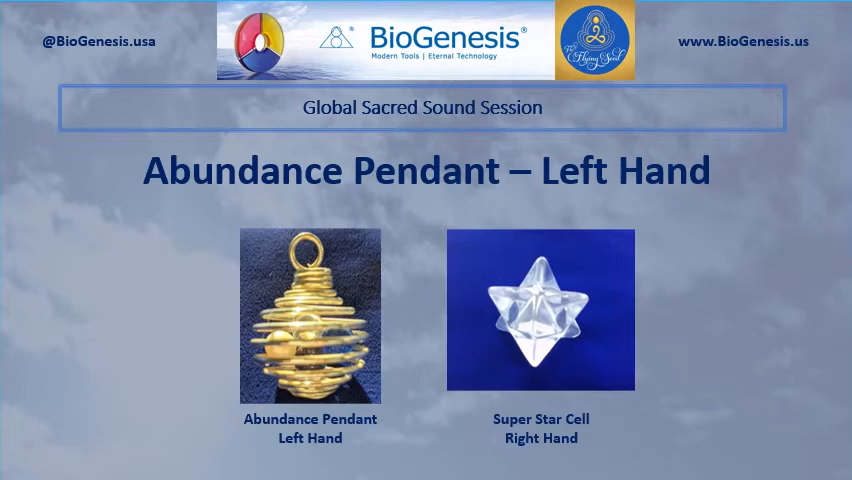 @BioGenesis.usa
BioGenesis®
Modern Tools | Eternal Technology
The
Flying Seed
www.BioGenesis.us
Global Sacred Sound Session
Abundance Pendant – Left Hand
Abundance Pendant
Left Hand
Super Star Cell
Right Hand